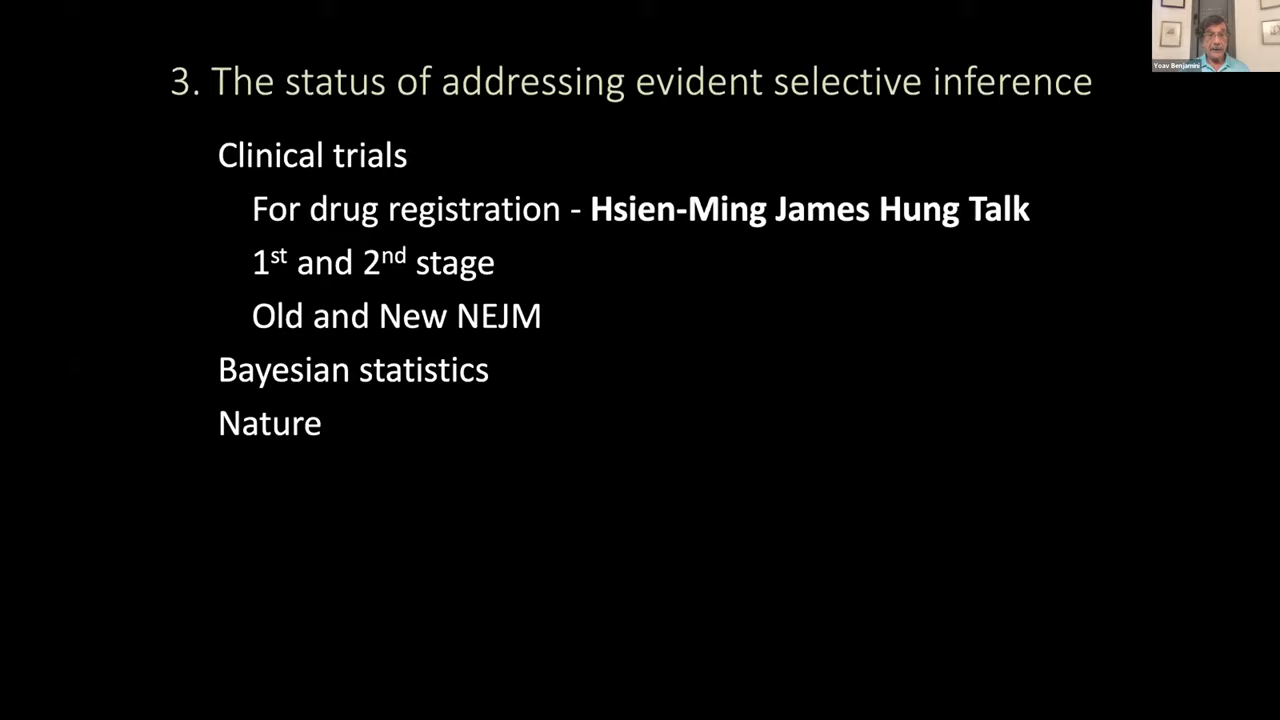 3. The status of addressing evident selective inference
Clinical trials
For drug registration - Hsien-Ming James Hung Talk
1st and 2nd stage
Old and New NEJM
Bayesian statistics
Nature
Yoav Benjamini